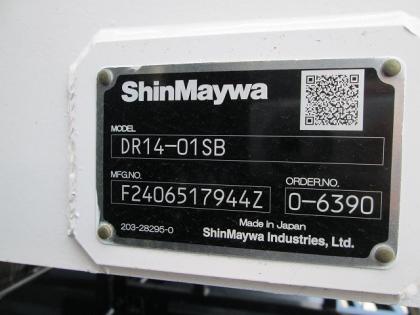 ShinMaywa
MODEL
DR14-01SB
MFG.NO.
ORDER.NO.
F2406517944Z
0-6390
Made in Japan
203-28295-0
ShinMaywa Industries, Ltd.